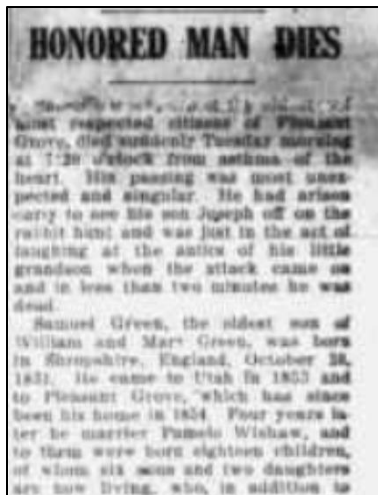 HONORED MAN DIES
most respected citizens of Pleasant
Grove, died suddenly Tuesday morning
at 7:20 o'clock from asthma of the
heart. His passing was most unex-
pected and singular. He had arisen
early to see his son Joseph off on the
rabbit hunt and was just in the act of
laughing at the antics of his little
grandson when the attack came on
and in less than two minutes he was
dead.
Samuel Green, the oldest son of
William and Mary Green, was born
in Shropshire, England, October
1831. He came to Utah in 1853 and
to Pleasant Grove, which has since
been his home in 1854. Four years la-
ter he marrier Pamelo Wishaw, and
to them were born eighteen children,
of whom six sons and two daughters
are now living, who, in addition to